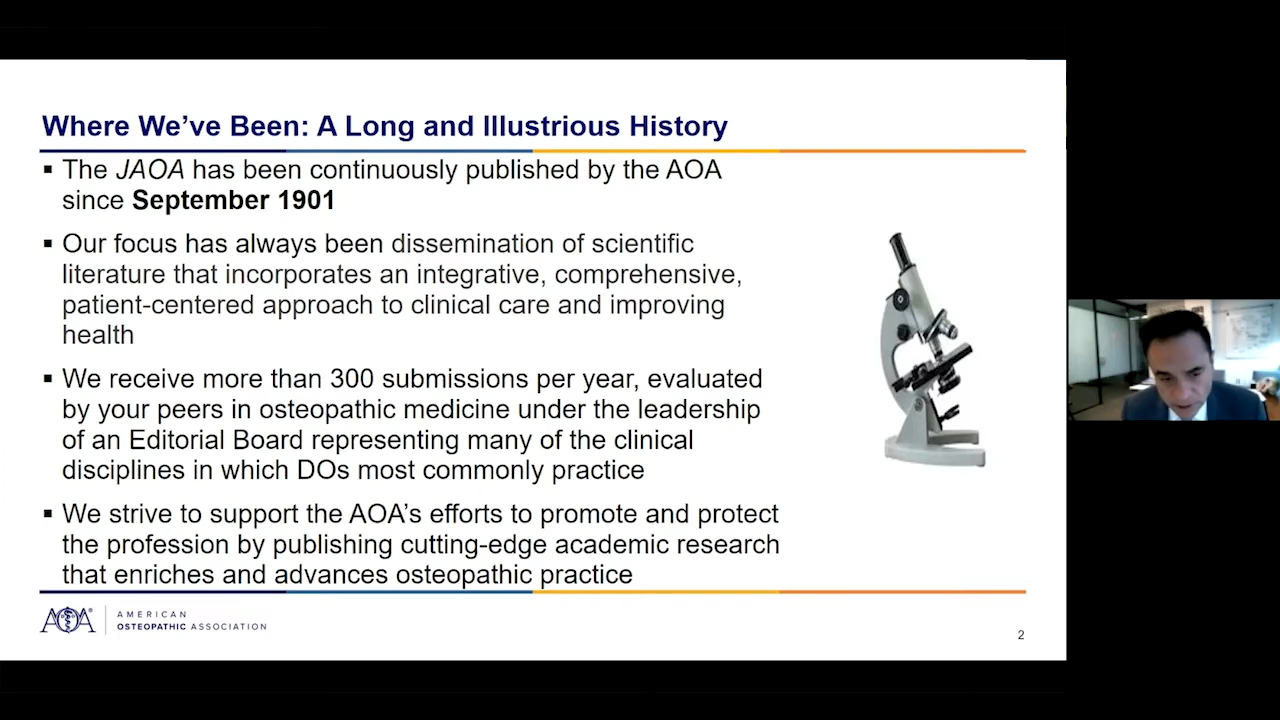 Where We've Been: A Long and Illustrious History
▪ The JAOA has been continuously published by the AOA
since September 1901
▪ Our focus has always been dissemination of scientific
literature that incorporates an integrative, comprehensive,
patient-centered approach to clinical care and improving
health
▪ We receive more than 300 submissions per year, evaluated
by your peers in osteopathic medicine under the leadership
of an Editorial Board representing many of the clinical
disciplines in which DOs most commonly practice
▪ We strive to support the AOA's efforts to promote and protect
the profession by publishing cutting-edge academic research
that enriches and advances osteopathic practice
AOA®
AMERICAN
OSTEOPATHIC ASSOCIATION
2